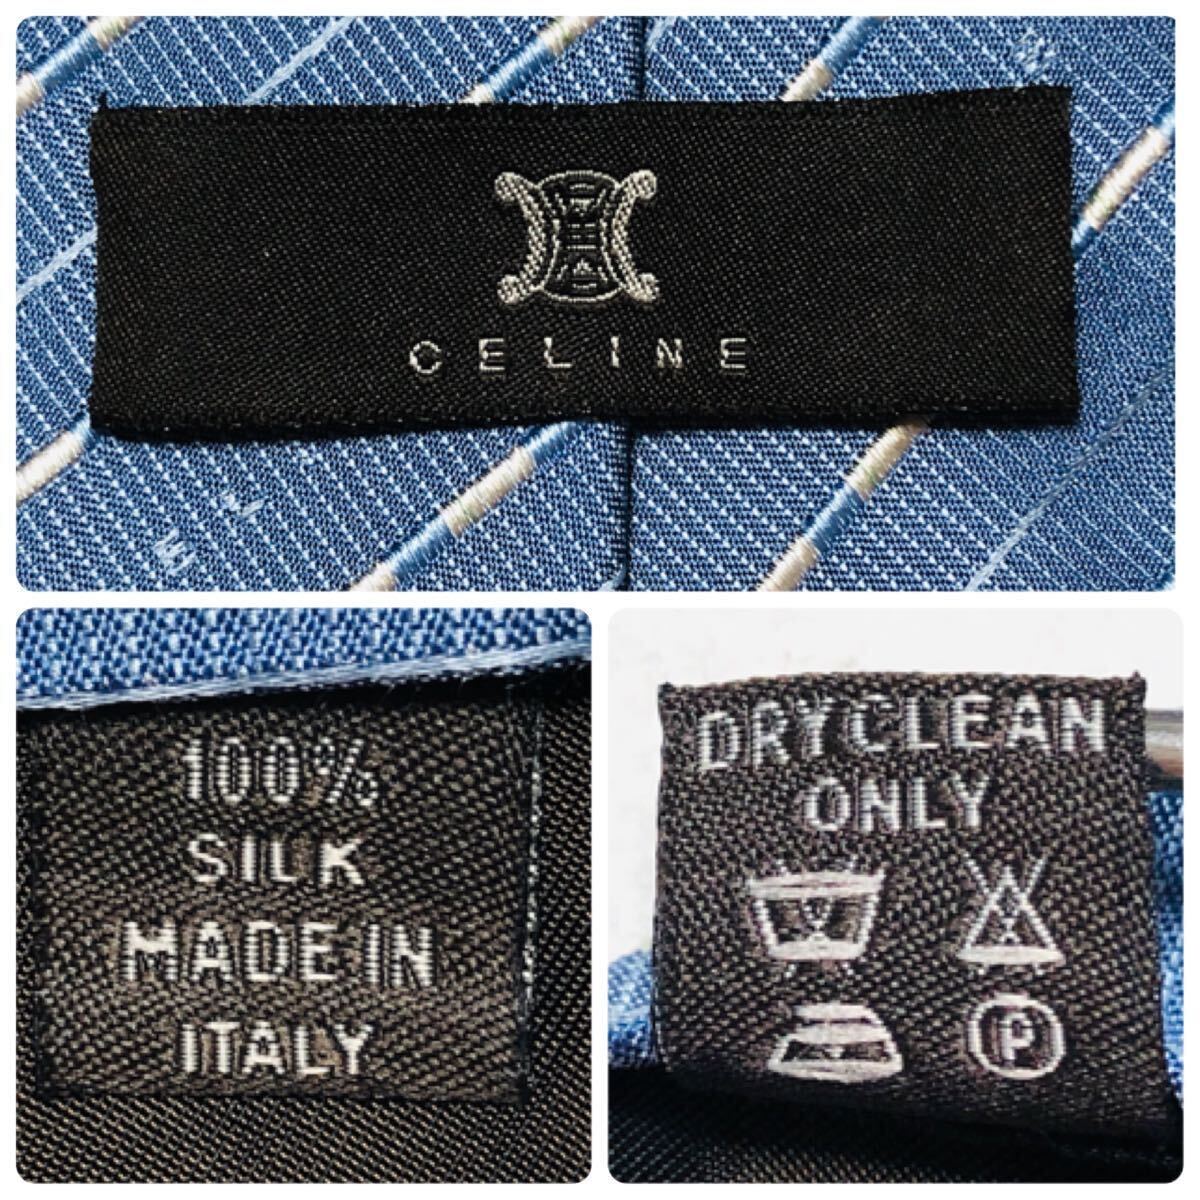 CELINE
100%
SILK
MADE IN
ITALY
DRYCLEAN
ONLY
P